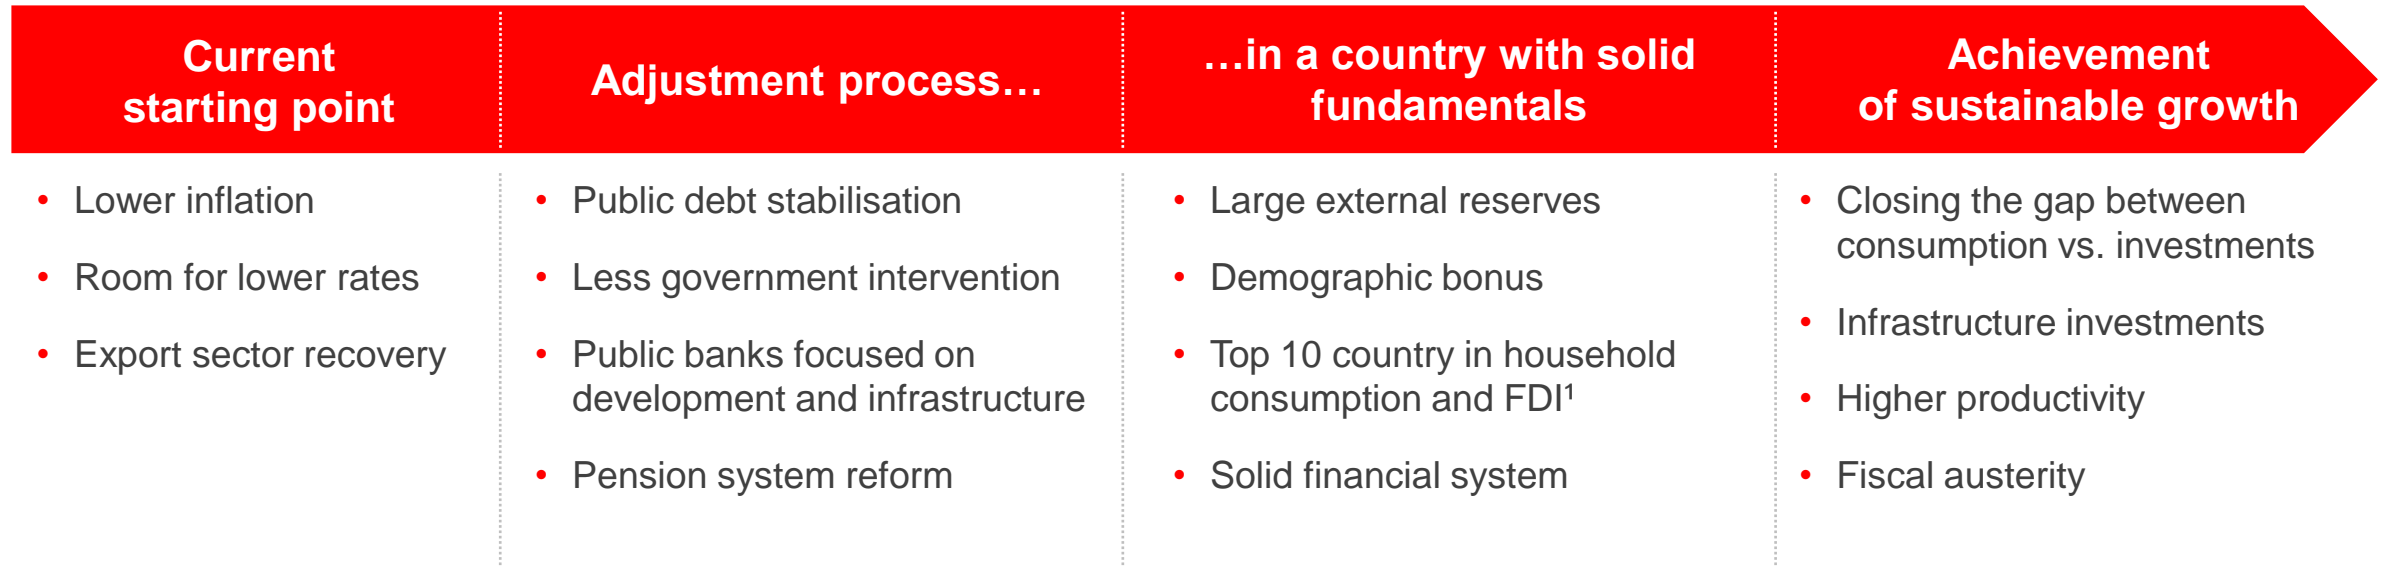 Current
starting point
• Lower inflation
• Room for lower rates
• Export sector recovery
Adjustment process…
• Public debt stabilisation
• Less government intervention
• Public banks focused on
development and infrastructure
• Pension system reform
…in a country with solid
fundamentals
• Large external reserves
• Demographic bonus
• Top 10 country in household
consumption and FDI¹
• Solid financial system
Achievement
of sustainable growth
• Closing the gap between
consumption vs. investments
• Infrastructure investments
• Higher productivity
• Fiscal austerity